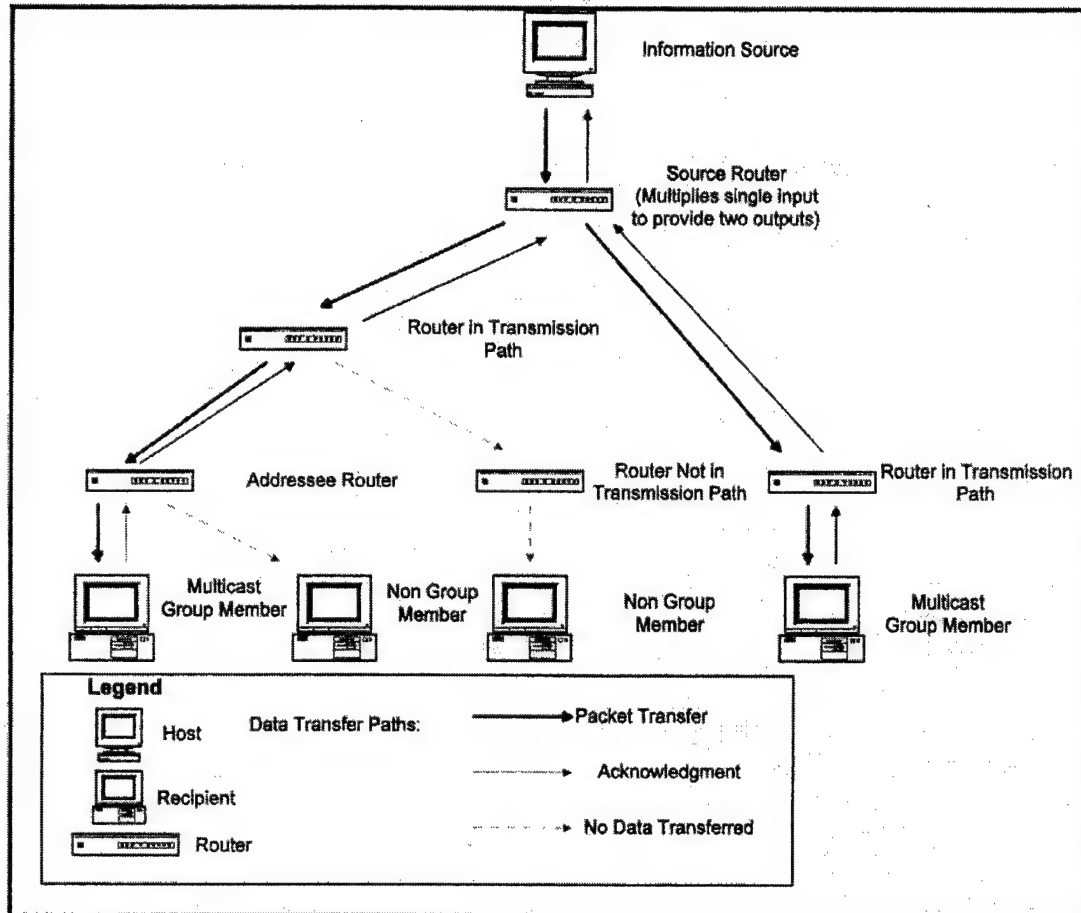 Information Source
Source Router
(Multiplies single input
to provide two outputs)
Router in Transmission
Path
Addressee Router
Router Not in
Transmission Path
Router in Transmission
Path
Multicast
Group Member
Non Group
Member
Non Group
Member
Multicast
Group Member
Legend
Host
Data Transfer Paths:
Packet Transfer
Acknowledgment
Recipient
No Data Transferred
Router